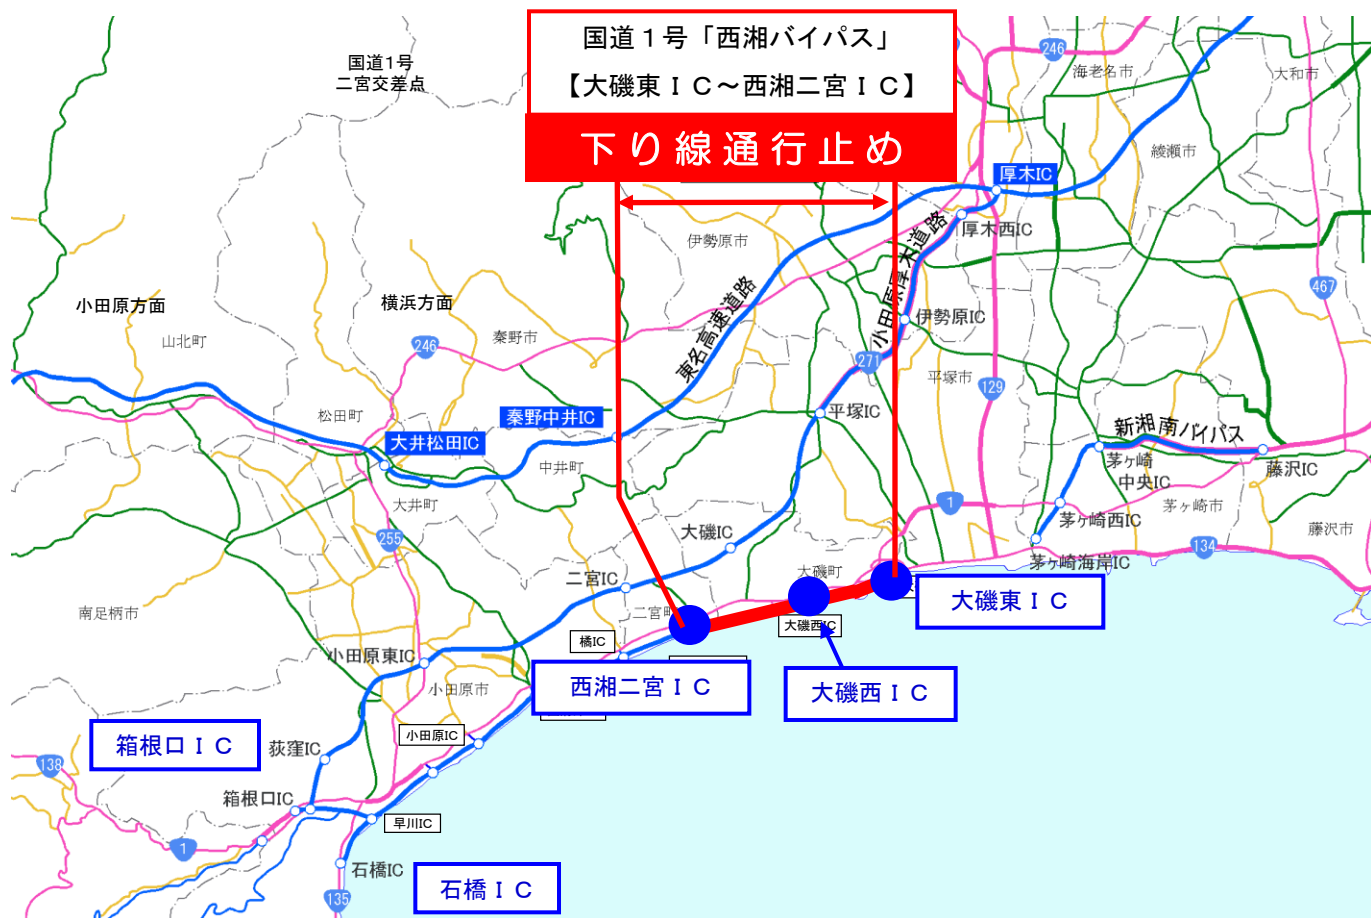 国道１号「西湘バイパス」
【大磯東ＩＣ～西湘二宮ＩＣ】
下り線通行止め
国道1号
二宮交差点
246
海老名市
大和市
綾瀬市
厚木IC
厚木西IC
伊勢原市
小田原厚木道路
467
小田原方面
横浜方面
東名高速道路
伊勢原IC
山北町
246
秦野市
271
平塚市
129
松田町
秦野中井IC
平塚IC
新湘南バイパス
大井松田IC
中井町
茅ヶ崎
中央IC
藤沢IC
大井町
1
茅ヶ崎西IC
茅ヶ崎市
藤沢市
255
大磯IC
134
茅ヶ崎海岸IC
二宮IC
大磯町
大磯東ＩＣ
南足柄市
二宮町
大磯西IC
橘IC
小田原東IC
西湘二宮ＩＣ
大磯西ＩＣ
小田原市
箱根口ＩＣ
荻窪IC
小田原IC
138
箱根口IC
早川IC
1
石橋IC
石橋ＩＣ
135